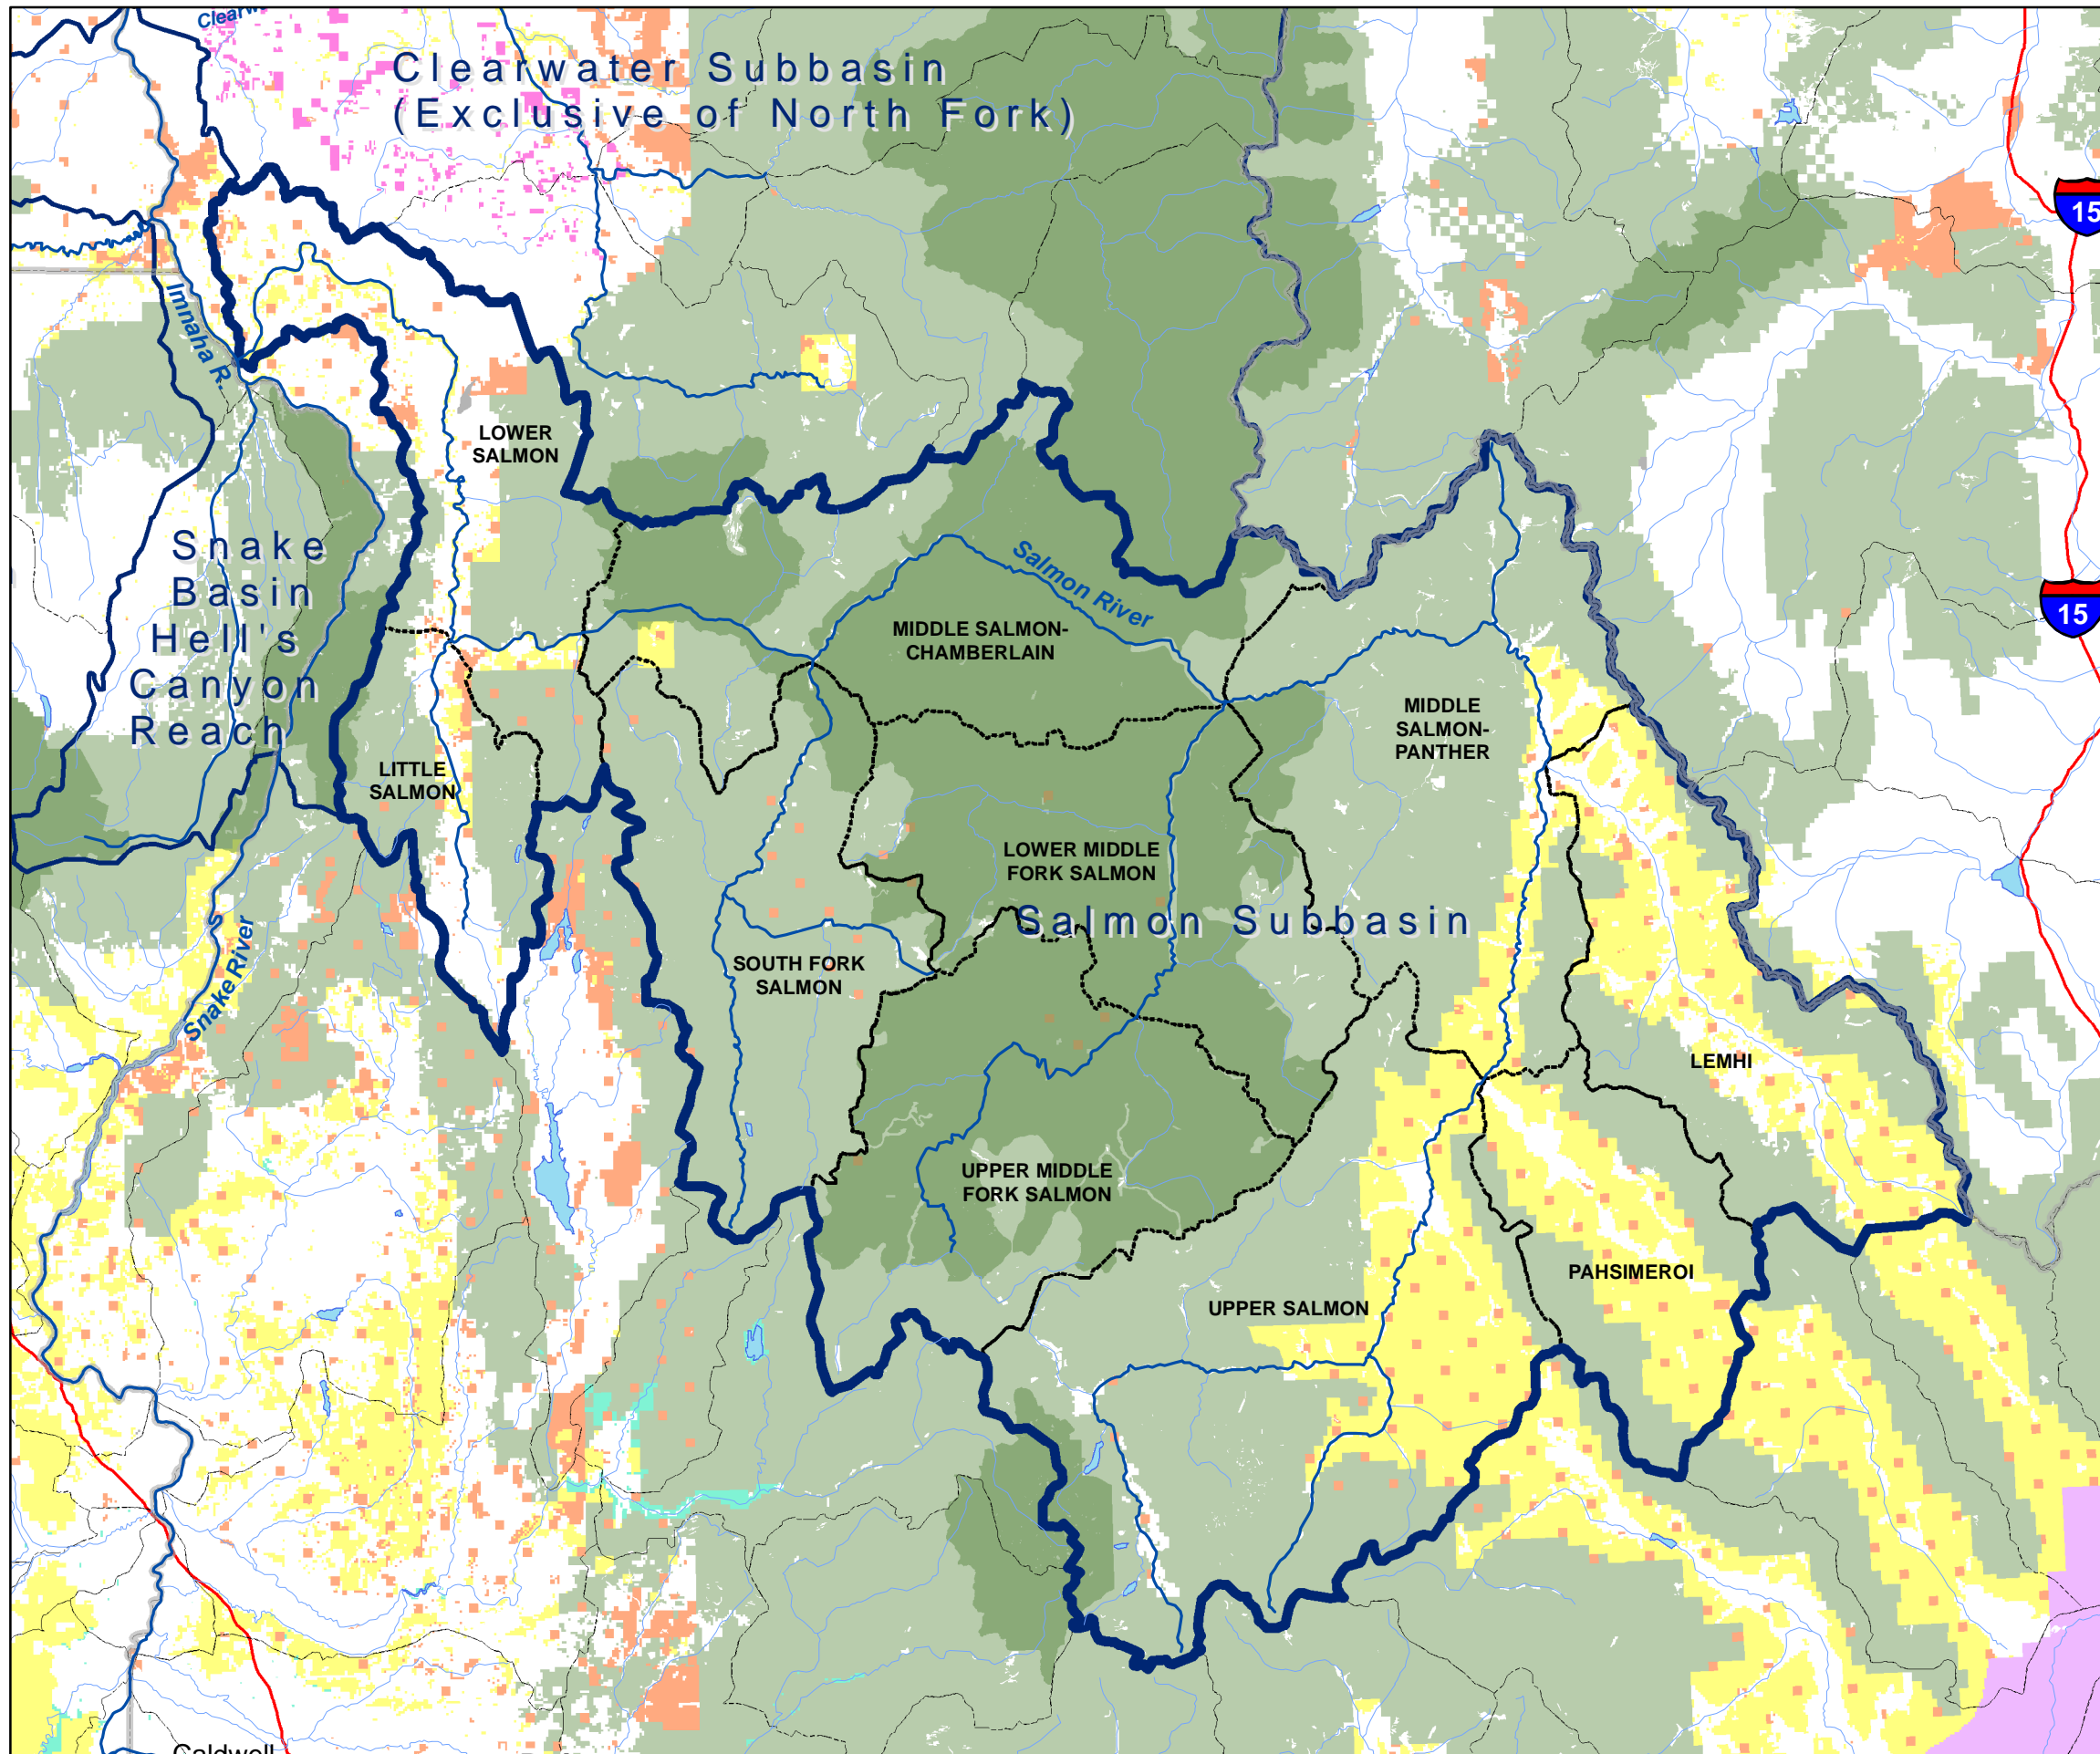 Clearwater Subbasin
(Exclusive of North Fork)
15
Imnaha R.
LOWER
SALMON
Snake
Basin
Hell's
Canyon
Reach
Salmon River
15
MIDDLE SALMON-
CHAMBERLAIN
MIDDLE
SALMON-
PANTHER
LITTLE
SALMON
LOWER MIDDLE
FORK SALMON
Salmon Subbasin
SOUTH FORK
SALMON
Snake River
LEMHI
UPPER MIDDLE
FORK SALMON
PAHSIMEROI
UPPER SALMON
Caldwell